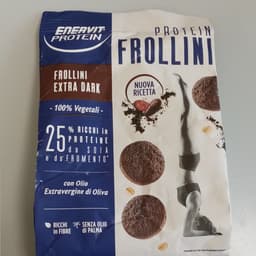 ENERVIT
PROTEIN
PROTEIN
FROLLINI
FROLLINI
EXTRA DARK
- 100% Vegetali -
NUOVA
RICETTA
25% RICCHI in
PROTEINE
da SOIA
e da FRUMENTO
con Olio
Extravergine di Oliva
RICCHI
in FIBRE
SENZA OLIO
di PALMA